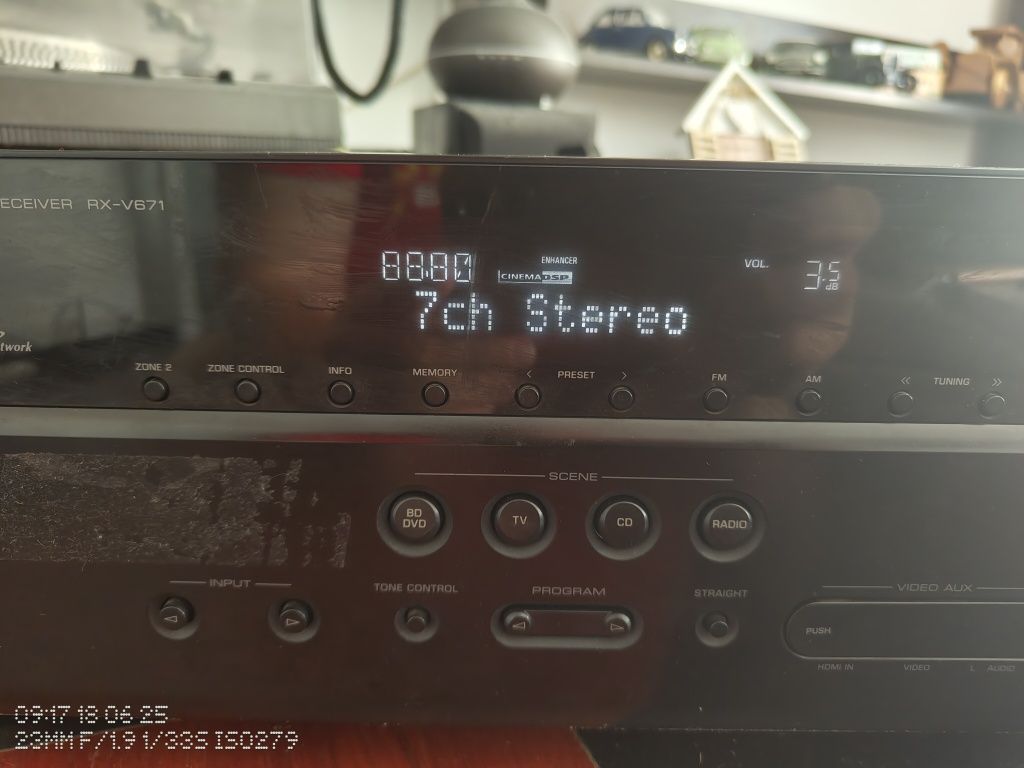 ECEIVER RX-V671
ENHANCER
CINEMA DSP
VOL. 3.5 dB
7ch Stereo
twork
ZONE 2 ZONE CONTROL INFO MEMORY < PRESET > FM AM << TUNING >>
SCENE
BD DVD TV CD RADIO
INPUT TONE CONTROL PROGRAM STRAIGHT VIDEO AUX
PUSH
HDMI IN VIDEO L AUDIO
09:17 18 06 25
23MM F/1.9 1/335 ISO279